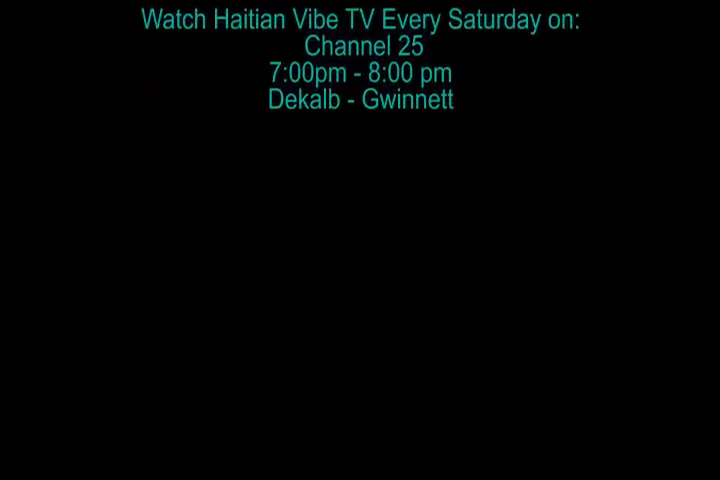 Watch Haitian Vibe TV Every Saturday on:
Channel 25
7:00pm - 8:00 pm
Dekalb - Gwinnett